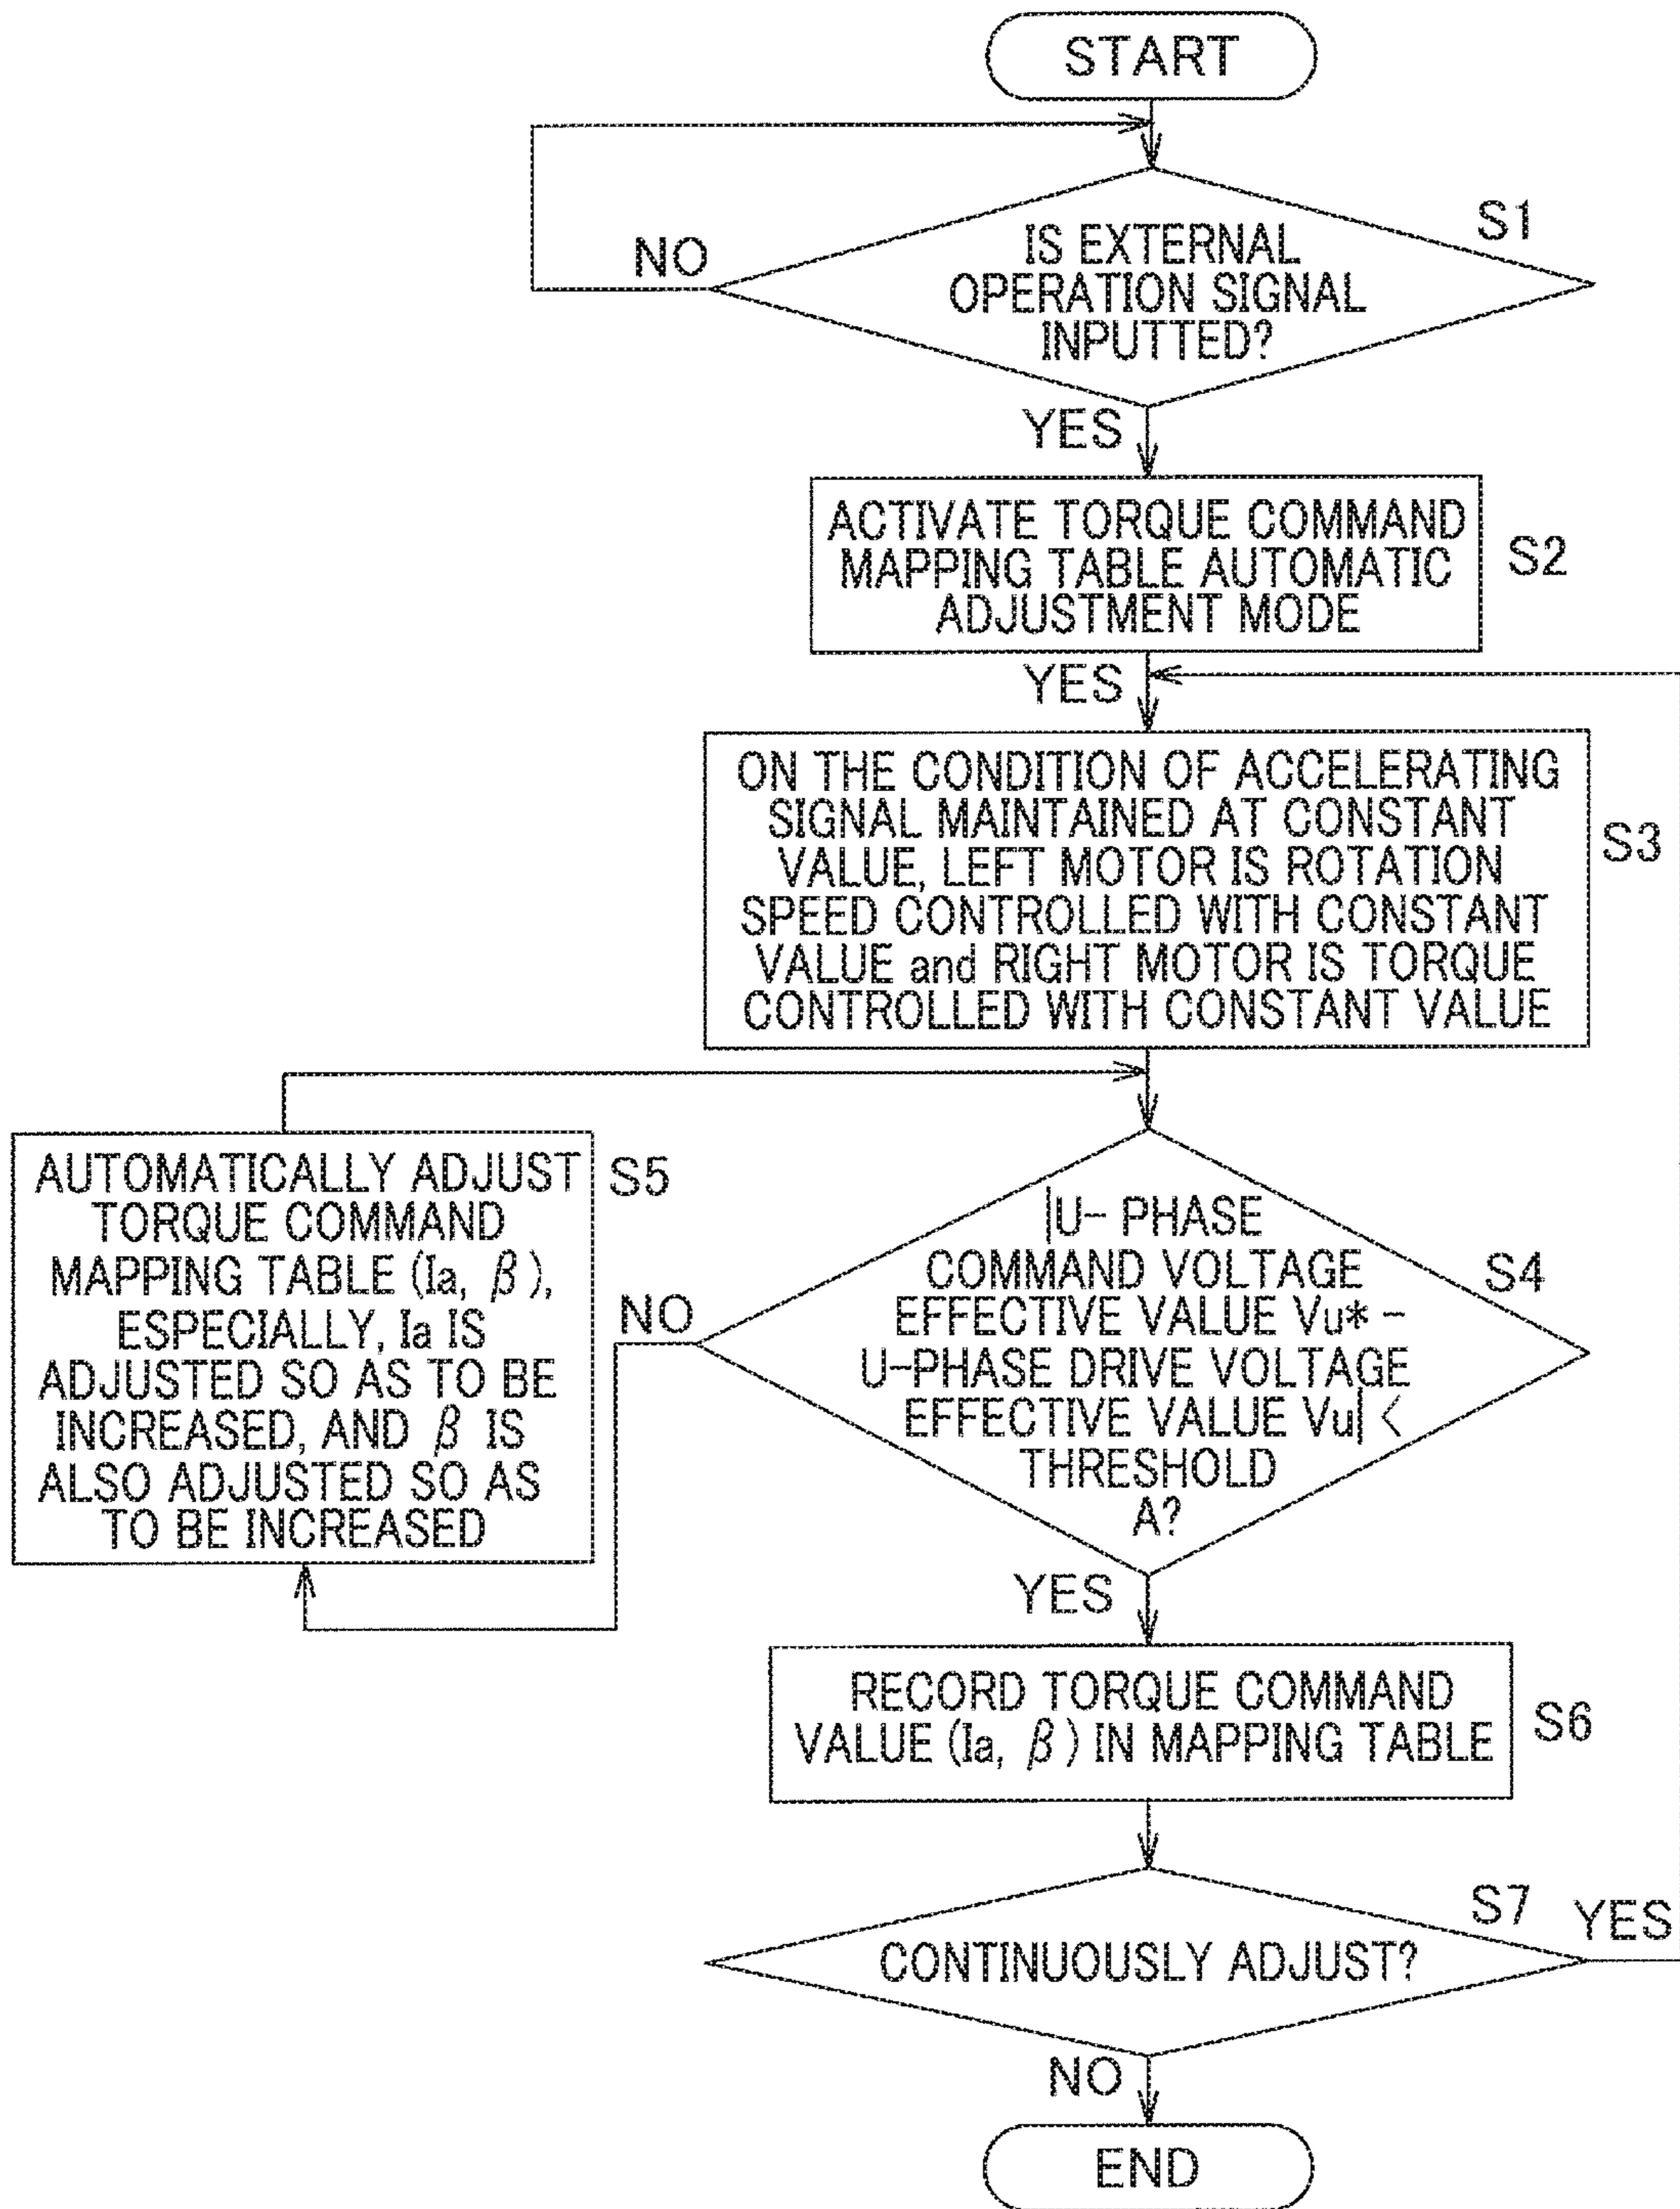 START
NO
IS EXTERNAL
OPERATION SIGNAL
INPUTTED?
S1
YES
ACTIVATE TORQUE COMMAND
MAPPING TABLE AUTOMATIC
ADJUSTMENT MODE
S2
YES
ON THE CONDITION OF ACCELERATING
SIGNAL MAINTAINED AT CONSTANT
VALUE, LEFT MOTOR IS ROTATION
SPEED CONTROLLED WITH CONSTANT
VALUE and RIGHT MOTOR IS TORQUE
CONTROLLED WITH CONSTANT VALUE
S3
AUTOMATICALLY ADJUST
TORQUE COMMAND
MAPPING TABLE (Ia, β),
ESPECIALLY, Ia IS
ADJUSTED SO AS TO BE
INCREASED, AND β IS
ALSO ADJUSTED SO AS
TO BE INCREASED
S5
NO
|U- PHASE
COMMAND VOLTAGE
EFFECTIVE VALUE Vu* -
U-PHASE DRIVE VOLTAGE
EFFECTIVE VALUE Vu| <
THRESHOLD
A?
S4
YES
RECORD TORQUE COMMAND
VALUE (Ia, β) IN MAPPING TABLE
S6
CONTINUOUSLY ADJUST?
S7
YES
NO
END